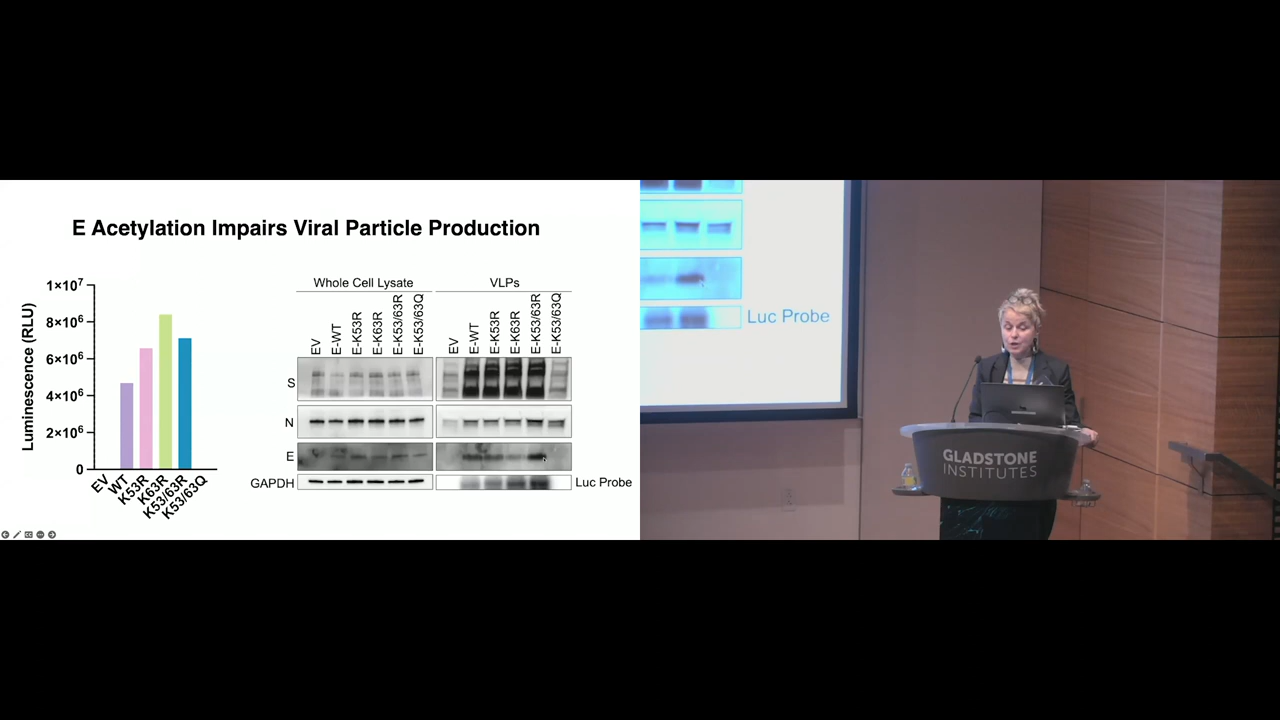 E Acetylation Impairs Viral Particle Production
Luminescence (RLU)
1×10⁷
8×10⁶
6×10⁶
4×10⁶
2×10⁶
0
EV
WT
K53R
K63R
K53/63R
K53/63Q
Whole Cell Lysate
VLPs
EV
E-WT
E-K53R
E-K63R
E-K53/63R
E-K53/63Q
EV
E-WT
E-K53R
E-K63R
E-K53/63R
E-K53/63Q
S
N
E
GAPDH
Luc Probe
Luc Probe
GLADSTONE
INSTITUTES